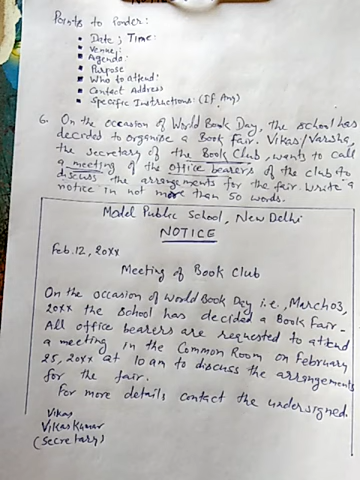 Points to Ponder:
▪ Date; Time:
▪ Venue:
▪ Agenda:
▪ Purpose
▪ Who to attend:
▪ Contact Address
▪ Specific Instructions: (If Any)
6. On the occasion of World Book Day, the school has
decided to organise a Book fair. Vikas/Varsha,
the secretary of the Book Club, wants to call
a meeting of the office bearers of the club to
discuss the arrangements for the fair. Write a
notice in not more than 50 words.
Model Public School, New Delhi
NOTICE
Feb. 12, 20xx
Meeting of Book Club
On the occasion of World Book Day i.e., March 03,
20xx the school has decided a Book Fair.
All office bearers are requested to attend
a meeting in the Common Room on February
25, 20xx at 10 am to discuss the arrangements
for the fair.
For more details contact the undersigned.
Vikas
Vikas Kumar
(Secretary)